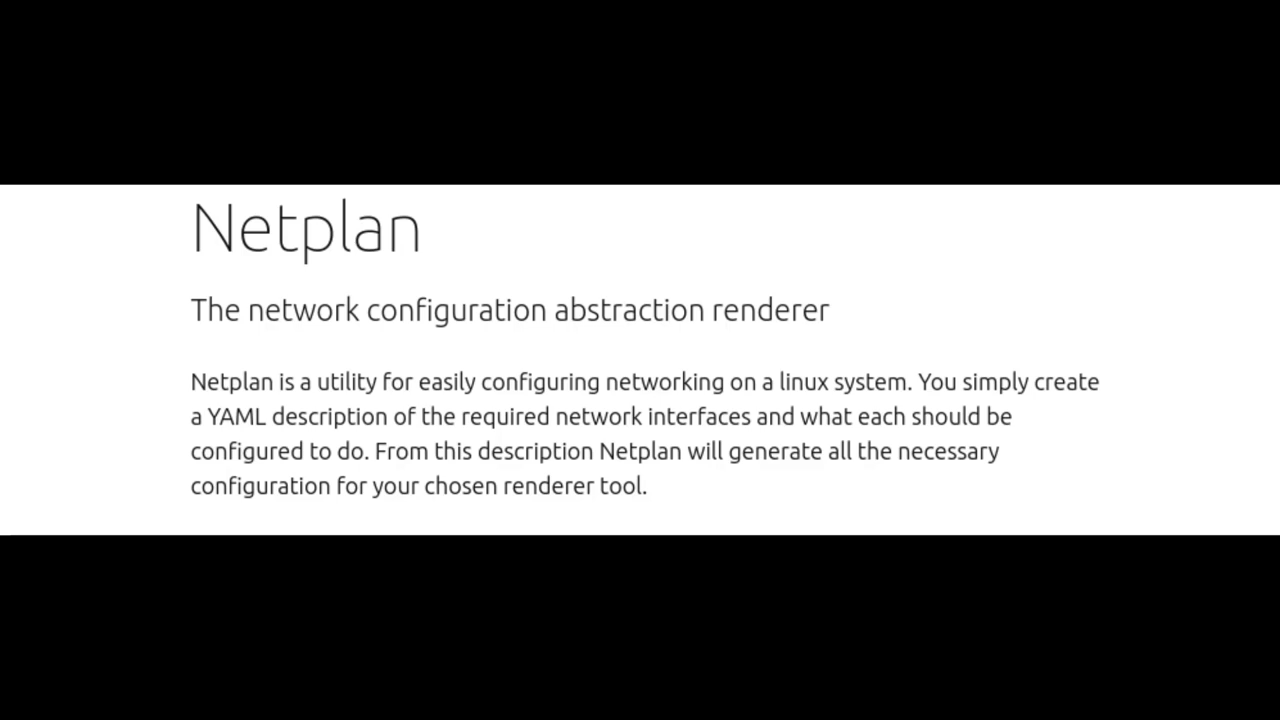 Netplan
The network configuration abstraction renderer
Netplan is a utility for easily configuring networking on a linux system. You simply create
a YAML description of the required network interfaces and what each should be
configured to do. From this description Netplan will generate all the necessary
configuration for your chosen renderer tool.